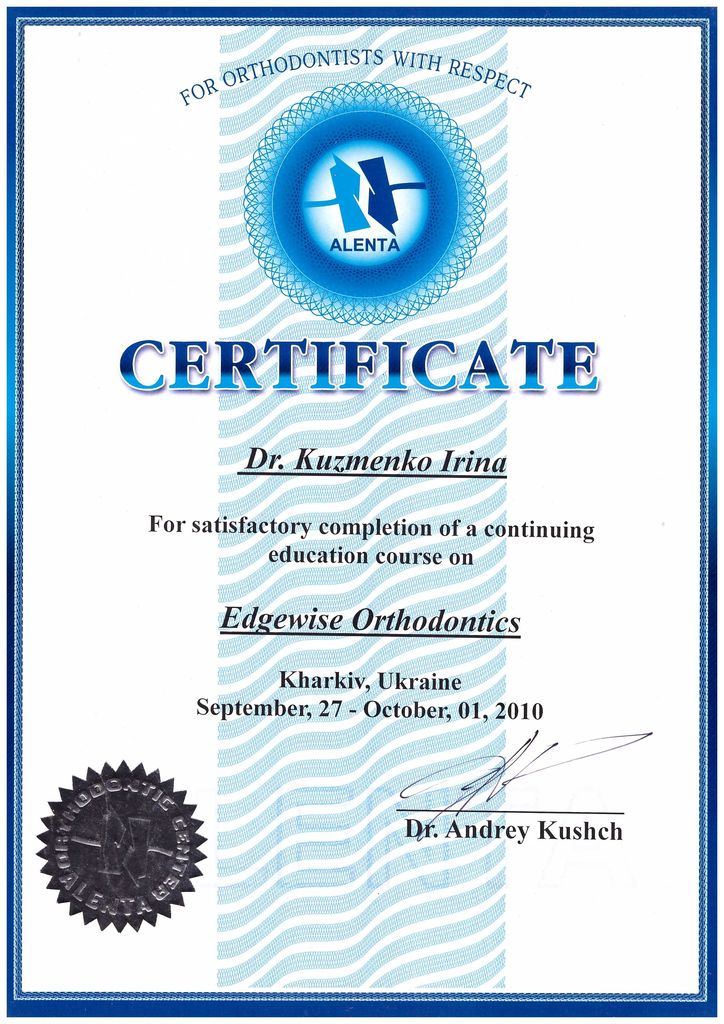 FOR ORTHODONTISTS WITH RESPECT
ALENTA
CERTIFICATE
Dr. Kuzmenko Irina
For satisfactory completion of a continuing
education course on
Edgewise Orthodontics
Kharkiv, Ukraine
September, 27 - October, 01, 2010
Dr. Andrey Kushch
ORTHODONTIC CENTER
ALENTA